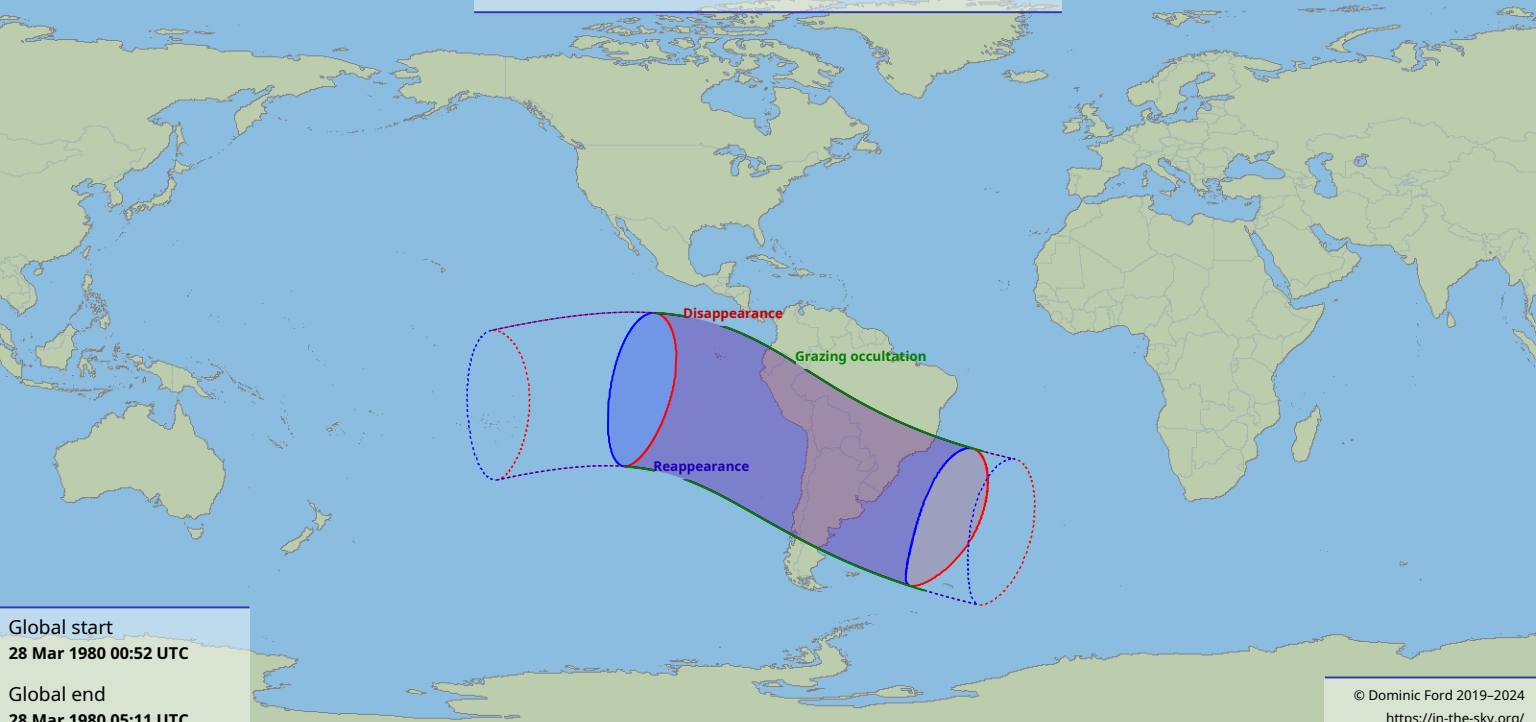 Disappearance
Grazing occultation
Reappearance
Global start
28 Mar 1980 00:52 UTC
Global end
28 Mar 1980 05:11 UTC
© Dominic Ford 2019–2024
https://in-the-sky.org/